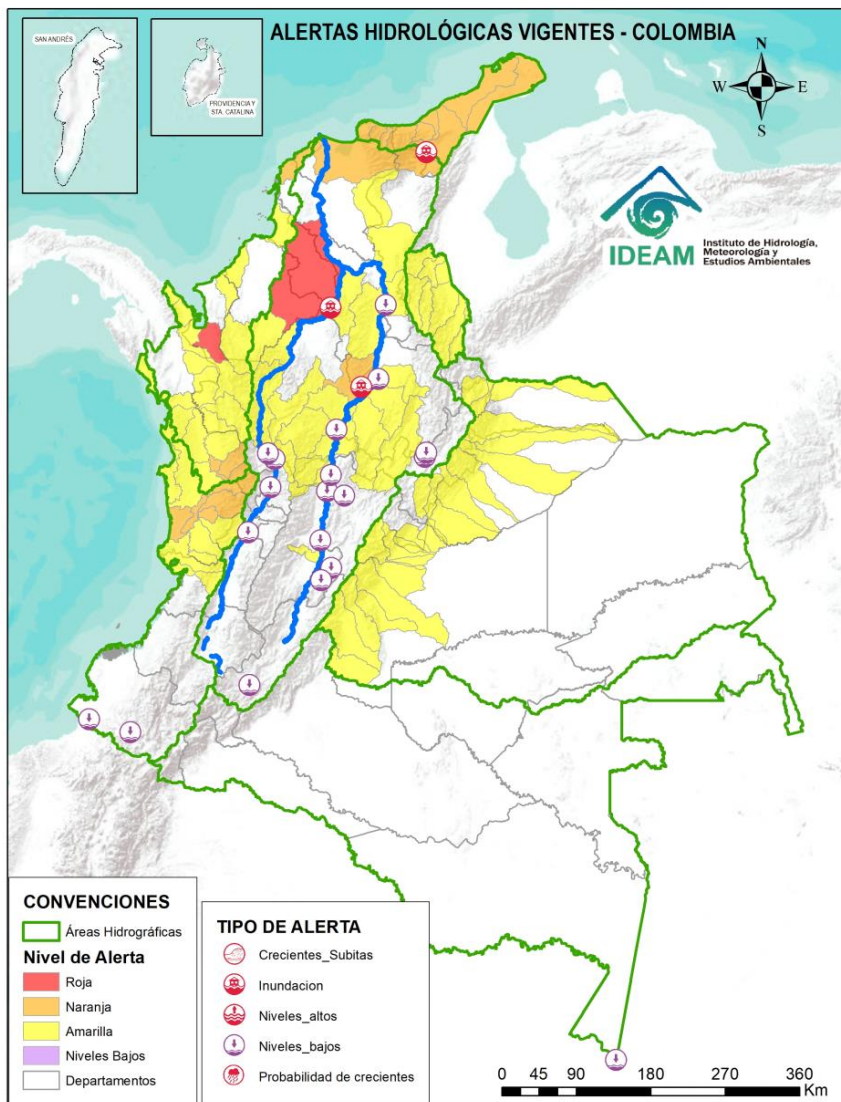 ALERTAS HIDROLÓGICAS VIGENTES - COLOMBIA
SAN ANDRÉS
PROVIDENCIA Y
STA. CATALINA
N
W
E
S
IDEAM
Instituto de Hidrología,
Meteorología y
Estudios Ambientales
CONVENCIONES
Áreas Hidrográficas
Nivel de Alerta
Roja
Naranja
Amarilla
Niveles Bajos
Departamentos
TIPO DE ALERTA
Crecientes_Subitas
Inundacion
Niveles_altos
Niveles_bajos
Probabilidad de crecientes
0 45 90 180 270 360
Km